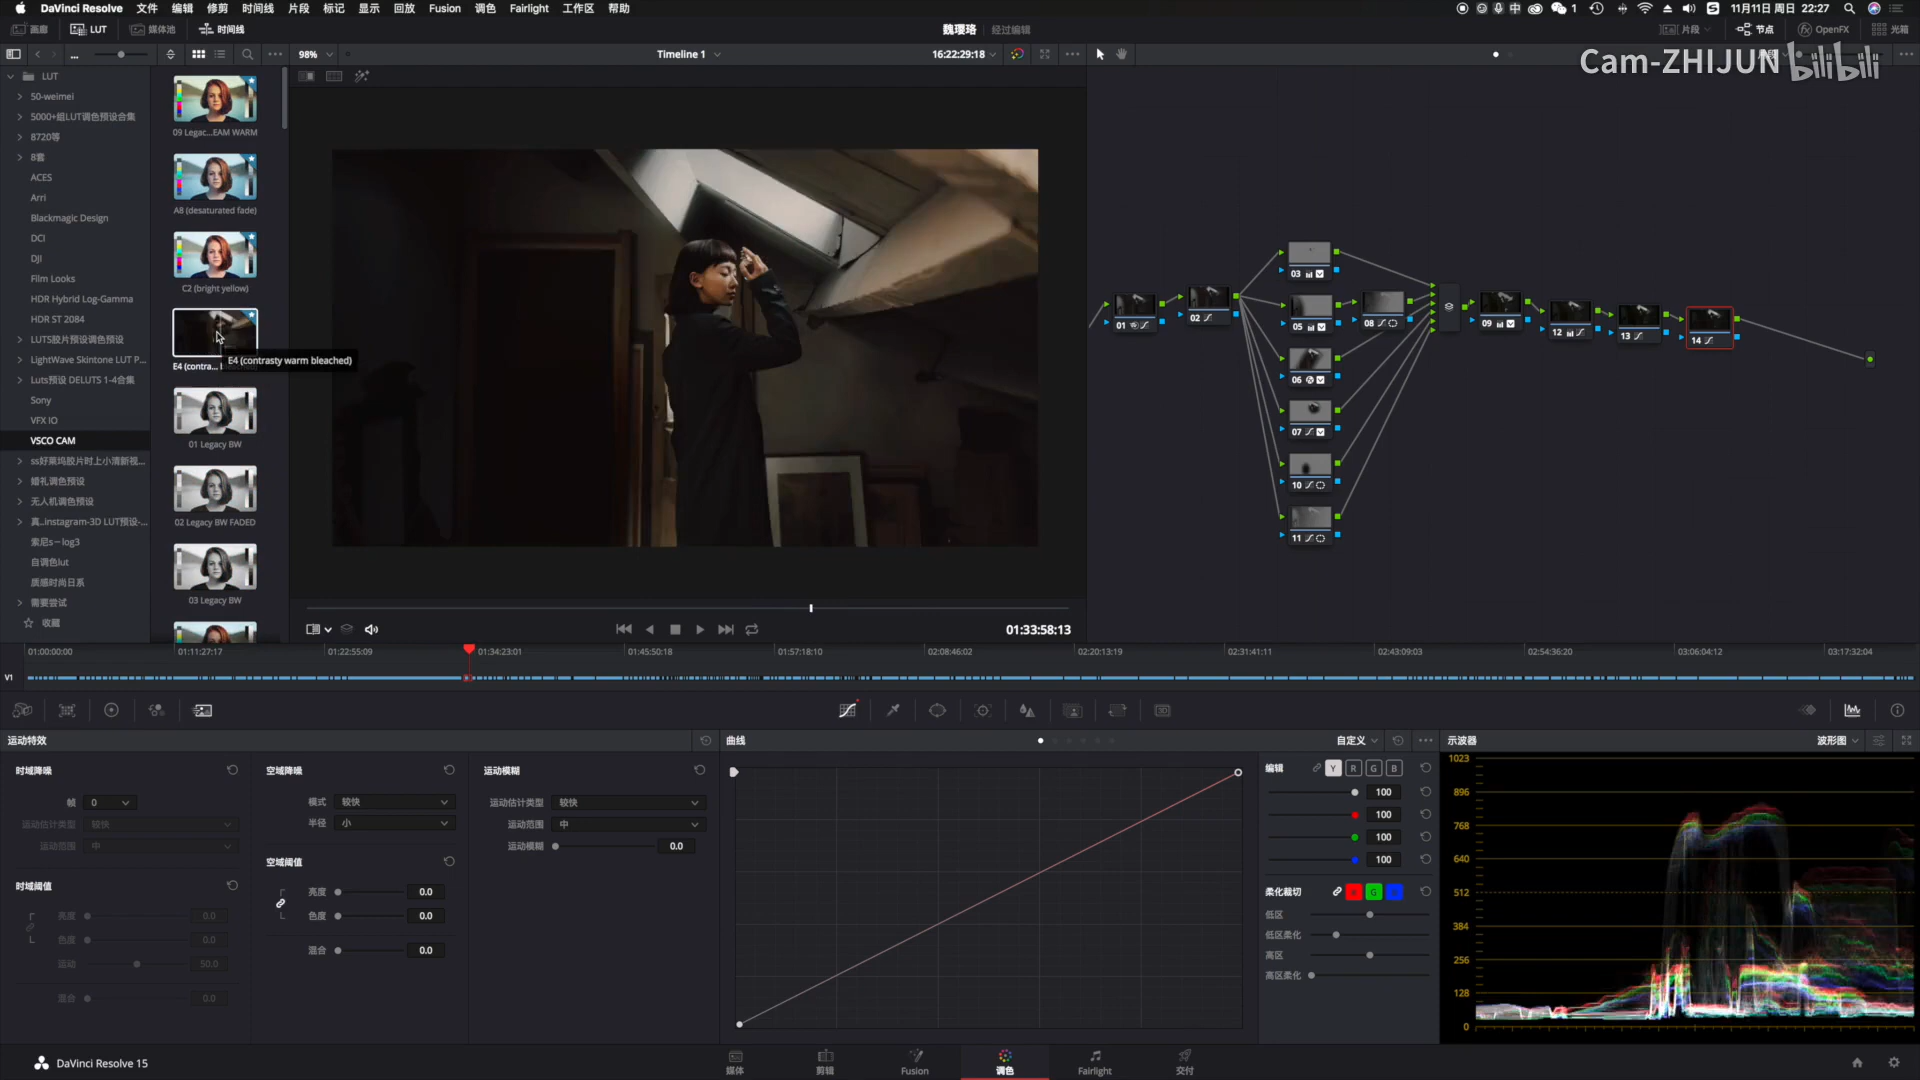 DaVinci Resolve 文件 编辑 修剪 时间线 片段 标记 显示 回放 Fusion 调色 Fairlight 工作区 帮助
中 1 11月11日 周日 22:27
画廊 LUT 媒体池 时间线
魏璎珞 经过编辑
片段 节点 OpenFX 光箱
98% Timeline 1 16:22:29:18
Cam-ZHIJUN bilibili
LUT
50-weimei
5000+组LUT调色预设合集
8720等
8套
ACES
Arri
Blackmagic Design
DCI
DJI
Film Looks
HDR Hybrid Log-Gamma
HDR ST 2084
LUTS胶片预设调色预设
LightWave Skintone LUT P...
Luts预设 DELUTS 1-4合集
Sony
VFX IO
VSCO CAM
ss好莱坞胶片时上小清新视...
婚礼调色预设
无人机调色预设
真..instagram-3D LUT预设-...
索尼s—log3
自调色lut
质感时尚日系
需要尝试
收藏
09 Legac...EAM WARM
A8 (desaturated fade)
C2 (bright yellow)
E4 (contra...
E4 (contrasty warm bleached)
01 Legacy BW
02 Legacy BW FADED
03 Legacy BW
01
02
03
05
08
06
07
10
11
09
12
13
14
01:33:58:13
01:00:00:00 01:11:27:17 01:22:55:09 01:34:23:01 01:45:50:18 01:57:18:10 02:08:46:02 02:20:13:19 02:31:41:11 02:43:09:03 02:54:36:20 03:06:04:12 03:17:32:04
V1
3D
运动特效
时域降噪
帧 0
运动估计类型 较快
运动范围 中
时域阈值
亮度 0.0
色度 0.0
运动 50.0
混合 0.0
空域降噪
模式 较快
半径 小
空域阈值
亮度 0.0
色度 0.0
混合 0.0
运动模糊
运动估计类型 较快
运动范围 中
运动模糊 0.0
曲线 自定义
编辑 Y R G B
100
100
100
100
柔化裁切 R G B
低区
低区柔化
高区
高区柔化
示波器 波形图
1023
896
768
640
512
384
256
128
0
DaVinci Resolve 15
媒体 剪辑 Fusion 调色 Fairlight 交付